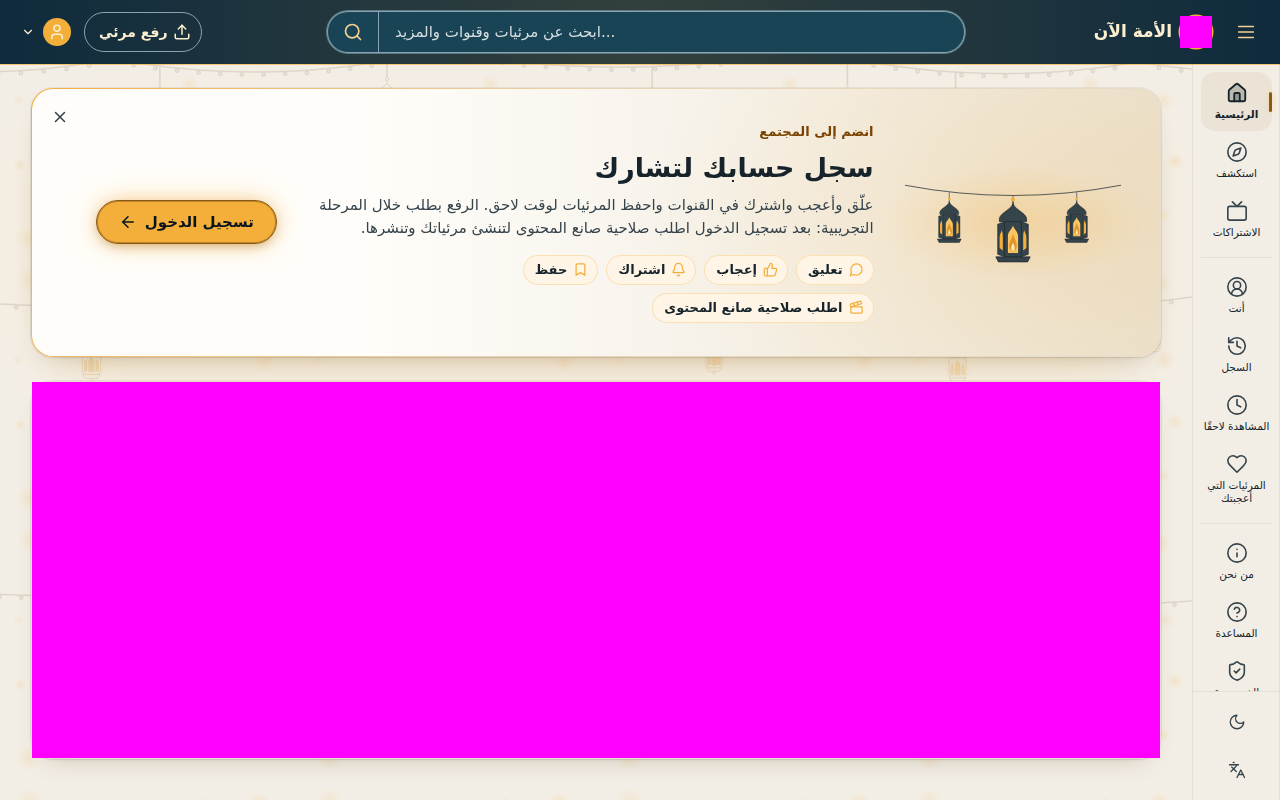 الأمة الآن
ابحث عن مرئيات وقنوات والمزيد...
رفع مرئي
الرئيسية
استكشف
الاشتراكات
أنت
السجل
المشاهدة لاحقًا
المرئيات التي
أعجبتك
من نحن
المساعدة
انضم إلى المجتمع
سجل حسابك لتشارك
علّق وأعجب واشترك في القنوات واحفظ المرئيات لوقت لاحق. الرفع بطلب خلال المرحلة
التجريبية: بعد تسجيل الدخول اطلب صلاحية صانع المحتوى لتنشئ مرئياتك وتنشرها.
تعليق
إعجاب
اشتراك
حفظ
اطلب صلاحية صانع المحتوى
تسجيل الدخول